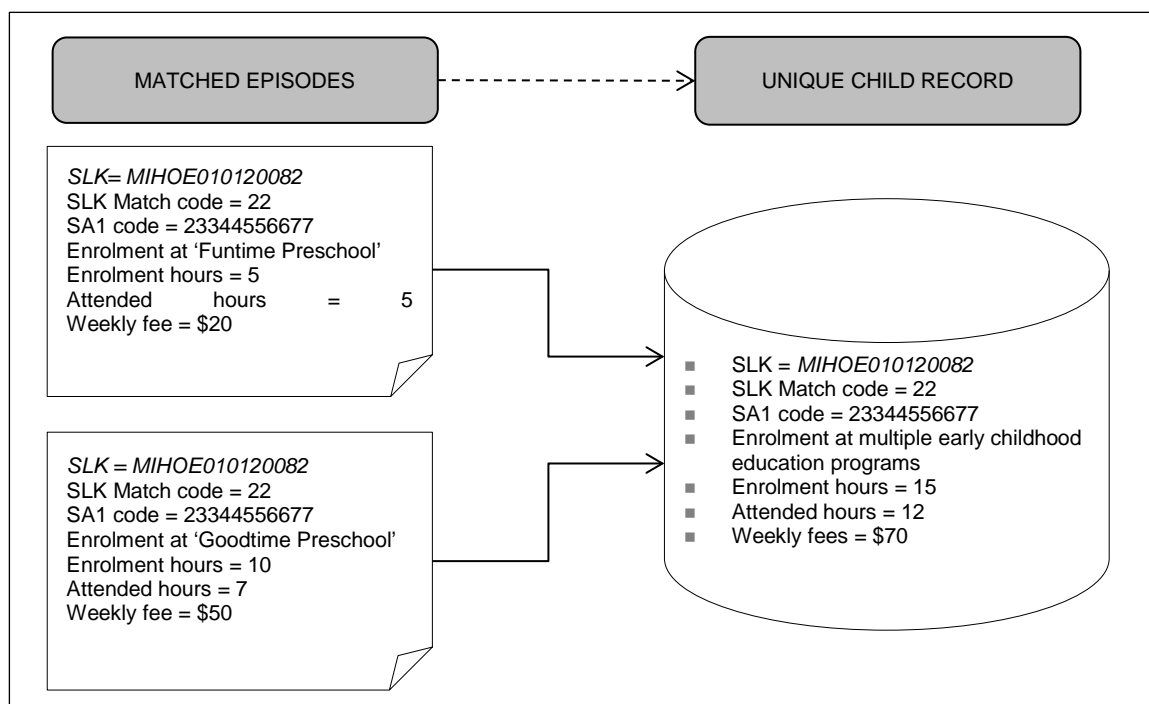 MATCHED EPISODES
UNIQUE CHILD RECORD
SLK= MIHOE010120082
SLK Match code = 22
SA1 code = 23344556677
Enrolment at ‘Funtime Preschool’
Enrolment hours = 5
Attended hours = 5
Weekly fee = $20
SLK = MIHOE010120082
SLK Match code = 22
SA1 code = 23344556677
Enrolment at ‘Goodtime Preschool’
Enrolment hours = 10
Attended hours = 7
Weekly fee = $50
SLK = MIHOE010120082
SLK Match code = 22
SA1 code = 23344556677
Enrolment at multiple early childhood
education programs
Enrolment hours = 15
Attended hours = 12
Weekly fees = $70